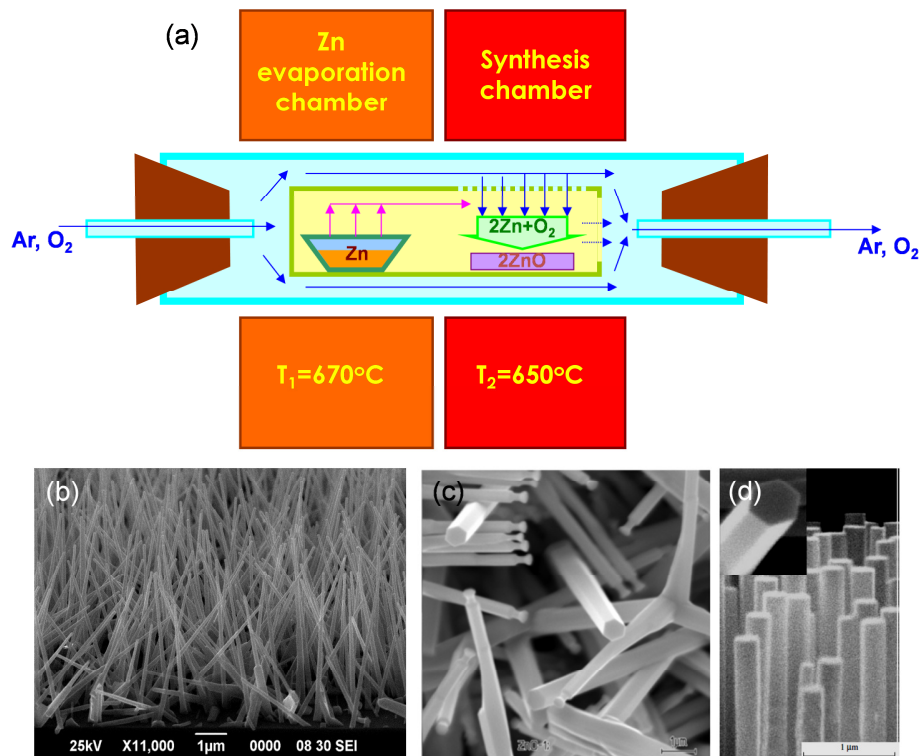 (a)
Zn
evaporation
chamber
Synthesis
chamber
Ar, O₂
Zn
2Zn+O₂
2ZnO
Ar, O₂
T₁=670°C
T₂=650°C
(b)
25kV X11,000 1μm 0000 08 30 SEI
(c)
1μm
(d)
1 μm